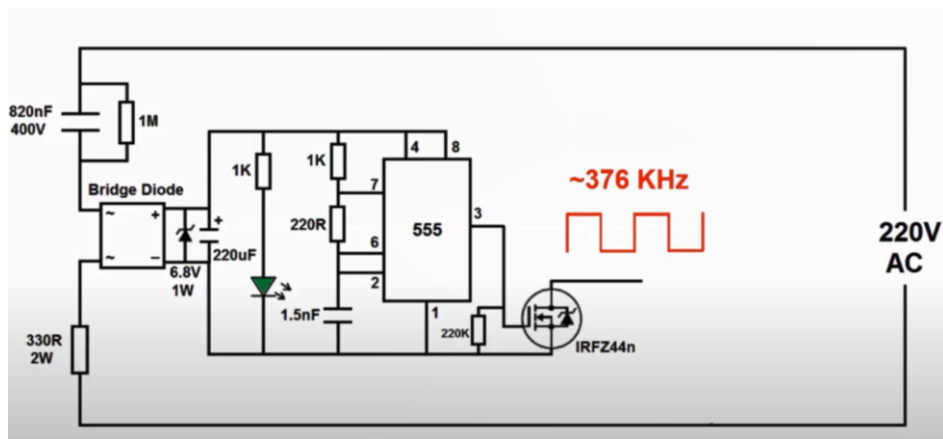 820nF
400V
1M
Bridge Diode
~
+
~
−
6.8V
1W
+
220uF
1K
1K
220R
1.5nF
7
6
2
4
8
555
3
1
220K
IRFZ44n
~376 KHz
220V
AC
330R
2W